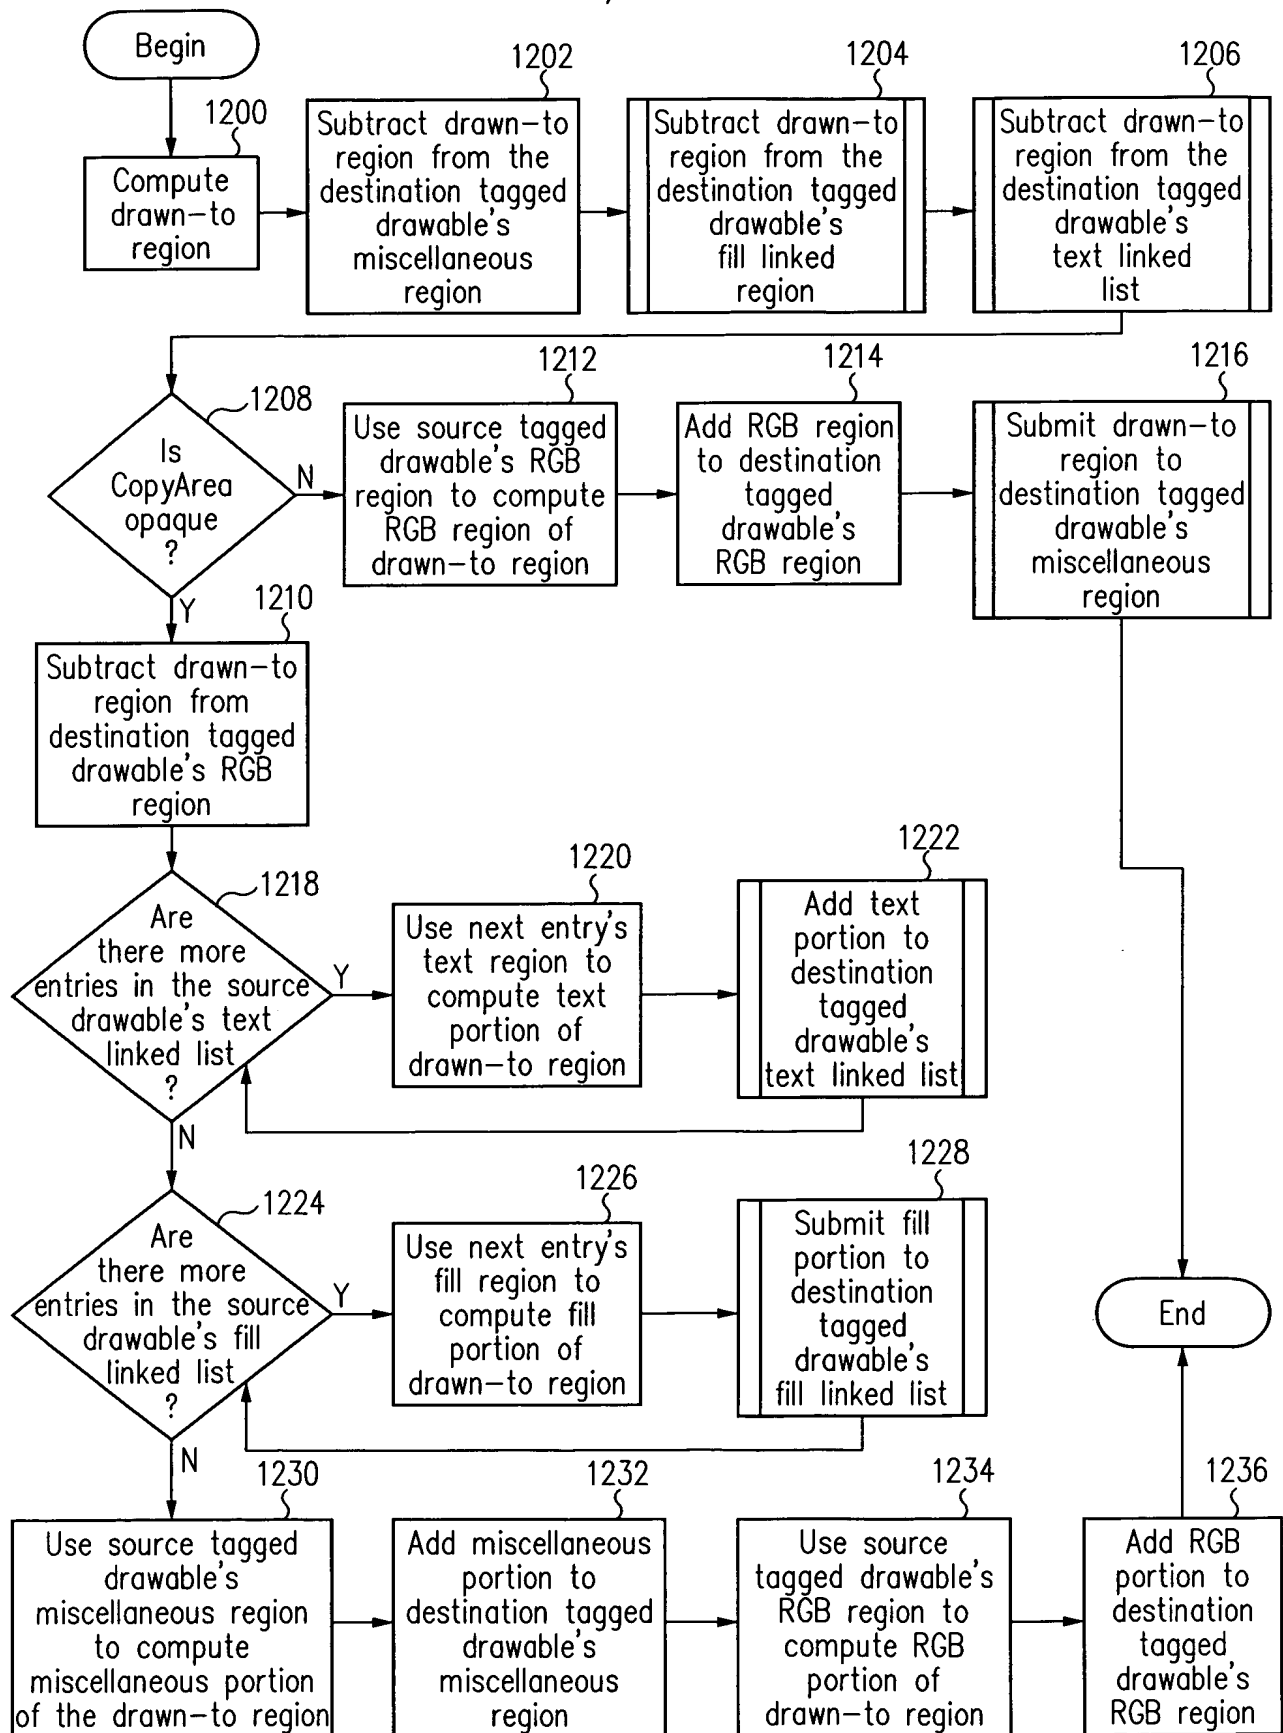 Begin
1200
Compute
drawn-to
region
1202
Subtract drawn-to
region from the
destination tagged
drawable's
miscellaneous
region
1204
Subtract drawn-to
region from the
destination tagged
drawable's
fill linked
region
1206
Subtract drawn-to
region from the
destination tagged
drawable's
text linked
list
1208
Is
CopyArea
opaque
?
N
Y
1212
Use source tagged
drawable's RGB
region to compute
RGB region of
drawn-to region
1214
Add RGB region
to destination
tagged
drawable's
RGB region
1216
Submit drawn-to
region to
destination tagged
drawable's
miscellaneous
region
1210
Subtract drawn-to
region from
destination tagged
drawable's RGB
region
1218
Are
there more
entries in the source
drawable's text
linked list
?
Y
N
1220
Use next entry's
text region to
compute text
portion of
drawn-to region
1222
Add text
portion to
destination
tagged
drawable's
text linked list
1224
Are
there more
entries in the source
drawable's fill
linked list
?
Y
N
1226
Use next entry's
fill region to
compute fill
portion of
drawn-to region
1228
Submit fill
portion to
destination
tagged
drawable's
fill linked list
End
1230
Use source tagged
drawable's
miscellaneous region
to compute
miscellaneous portion
of the drawn-to region
1232
Add miscellaneous
portion to
destination tagged
drawable's
miscellaneous
region
1234
Use source
tagged drawable's
RGB region to
compute RGB
portion of
drawn-to region
1236
Add RGB
portion to
destination
tagged
drawable's
RGB region